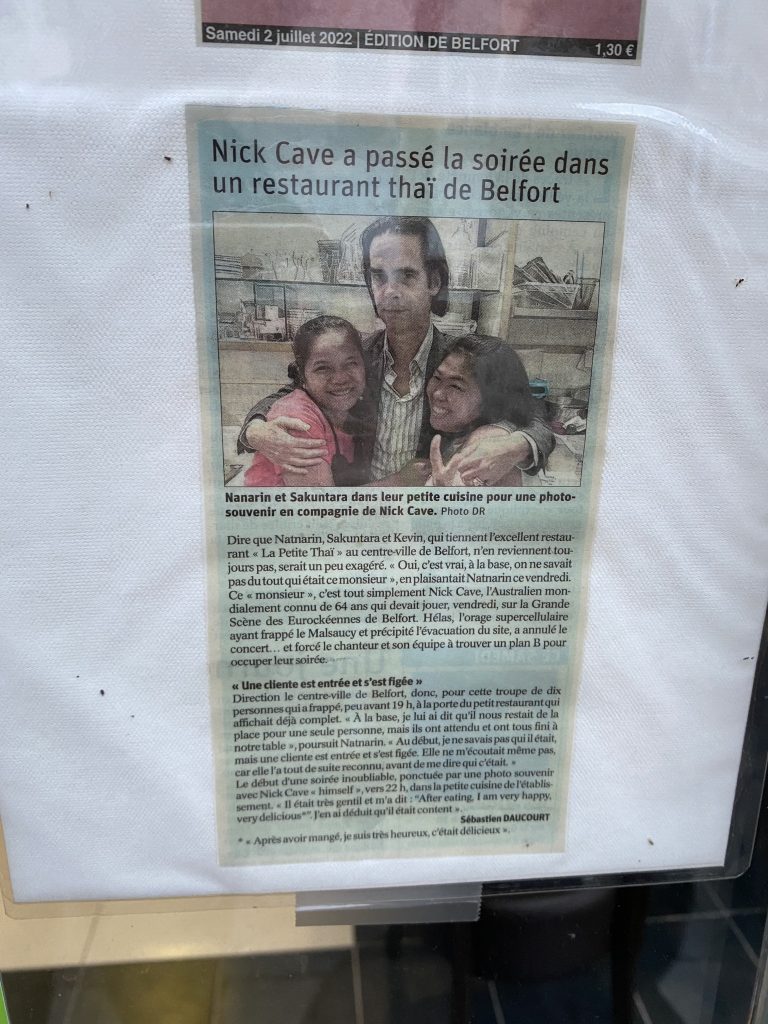 Samedi 2 juillet 2022 | ÉDITION DE BELFORT 1,30 €
Nick Cave a passé la soirée dans
un restaurant thaï de Belfort
Nanarin et Sakuntara dans leur petite cuisine pour une photo-
souvenir en compagnie de Nick Cave. Photo DR
Dire que Natnarin, Sakuntara et Kevin, qui tiennent l'excellent restau-
rant « La Petite Thaï » au centre-ville de Belfort, n'en reviennent tou-
jours pas, serait un peu exagéré. « Oui, c'est vrai, à la base, on ne savait
pas du tout qui était ce monsieur », en plaisantait Natnarin ce vendredi.
Ce « monsieur », c'est tout simplement Nick Cave, l'Australien mon-
dialement connu de 64 ans qui devait jouer, vendredi, sur la Grande
Scène des Eurockéennes de Belfort. Hélas, l'orage supercellulaire
ayant frappé le Malsaucy et précipité l'évacuation du site, a annulé le
concert… et forcé le chanteur et son équipe à trouver un plan B pour
occuper leur soirée.
« Une cliente est entrée et s'est figée »
Direction le centre-ville de Belfort, donc, pour cette troupe de dix
personnes qui a frappé, peu avant 19 h, à la porte du petit restaurant qui
affichait déjà complet. « À la base, je lui ai dit qu'il nous restait de la
place pour une seule personne, mais ils ont attendu et ont tous fini à
notre table », poursuit Natnarin. « Au début, je ne savais pas qui il était,
mais une cliente est entrée et s'est figée. Elle ne m'écoutait même pas,
car elle l'a tout de suite reconnu, avant de me dire qui c'était. »
Le début d'une soirée inoubliable, ponctuée par une photo souvenir
avec Nick Cave « himself », vers 22 h, dans la petite cuisine de l'établis-
sement. « Il était très gentil et m'a dit : "After eating, I am very happy,
very delicious*". J'en ai déduit qu'il était content ».
Sébastien DAUCOURT
* « Après avoir mangé, je suis très heureux, c'était délicieux ».